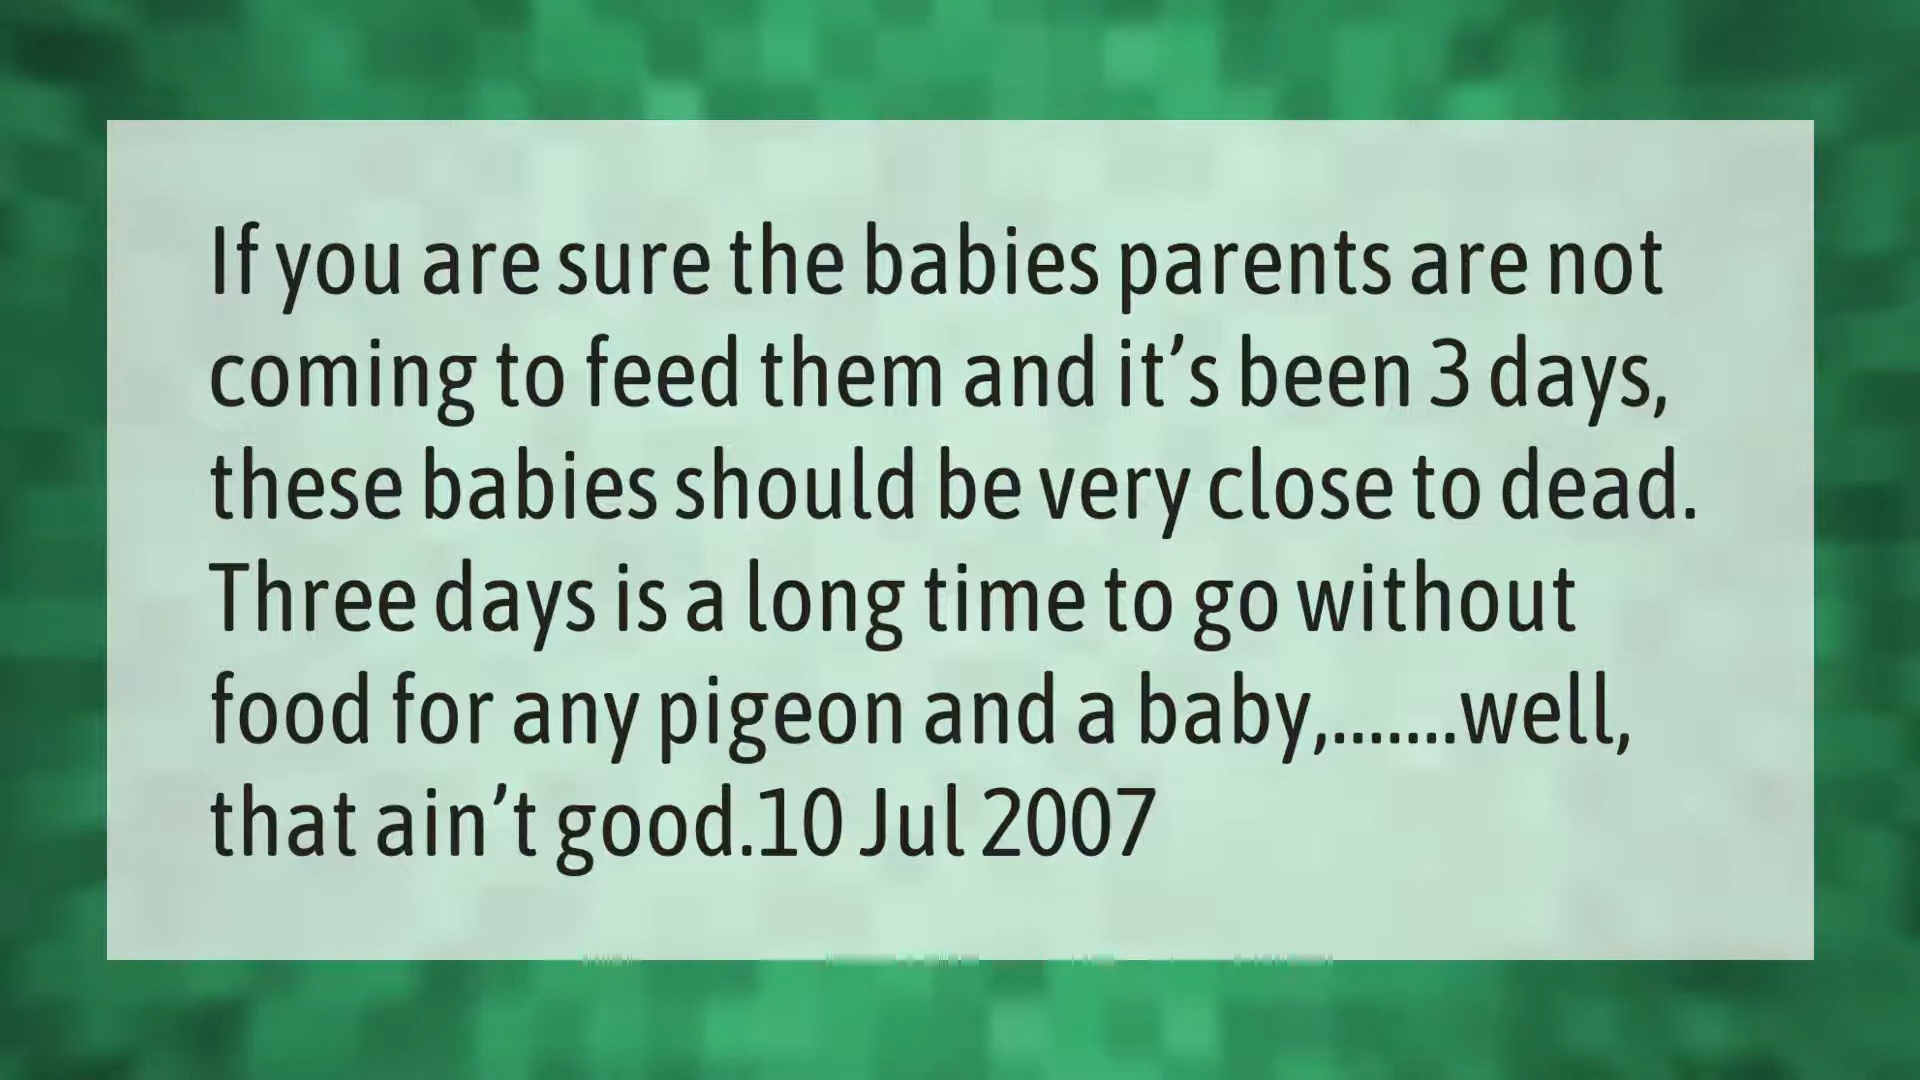 If you are sure the babies parents are not
coming to feed them and it’s been 3 days,
these babies should be very close to dead.
Three days is a long time to go without
food for any pigeon and a baby,.......well,
that ain’t good.10 Jul 2007